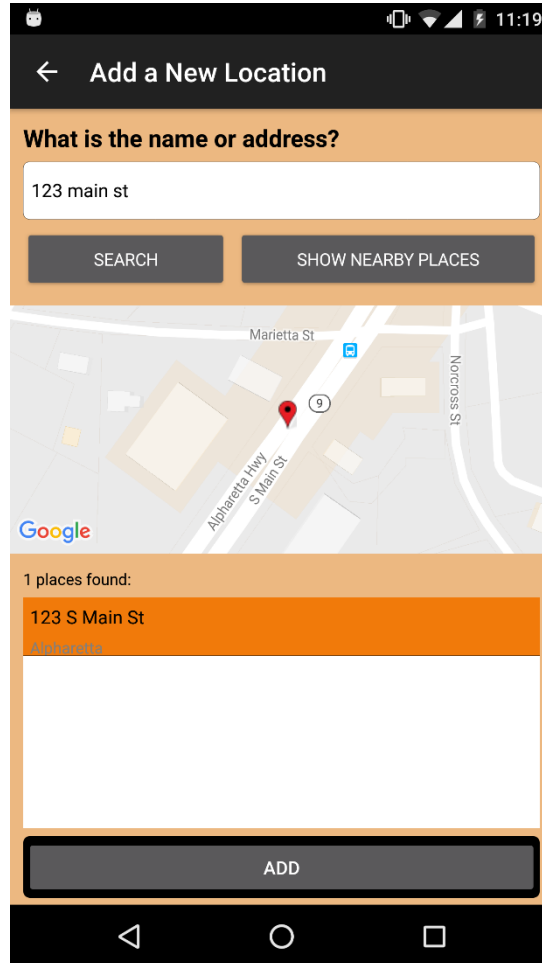 11:19
Add a New Location
What is the name or address?
123 main st
SEARCH
SHOW NEARBY PLACES
Marietta St
Norcross St
9
Alpharetta Hwy
S Main St
Google
1 places found:
123 S Main St
Alpharetta
ADD